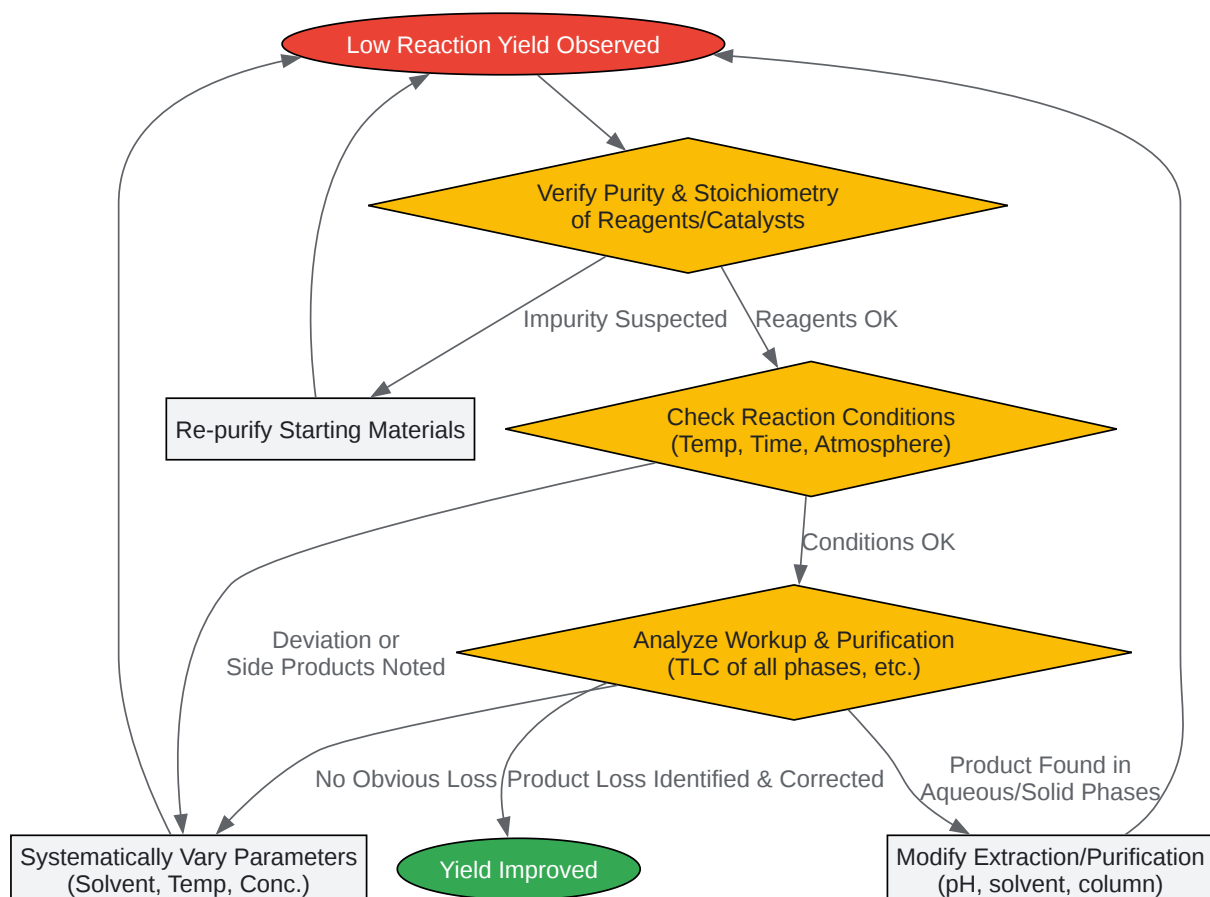 Low Reaction Yield Observed
Verify Purity & Stoichiometry
of Reagents/Catalysts
Impurity Suspected
Reagents OK
Re-purify Starting Materials
Check Reaction Conditions
(Temp, Time, Atmosphere)
Conditions OK
Deviation or
Side Products Noted
Analyze Workup & Purification
(TLC of all phases, etc.)
No Obvious Loss
Product Loss Identified & Corrected
Product Found in
Aqueous/Solid Phases
Systematically Vary Parameters
(Solvent, Temp, Conc.)
Yield Improved
Modify Extraction/Purification
(pH, solvent, column)